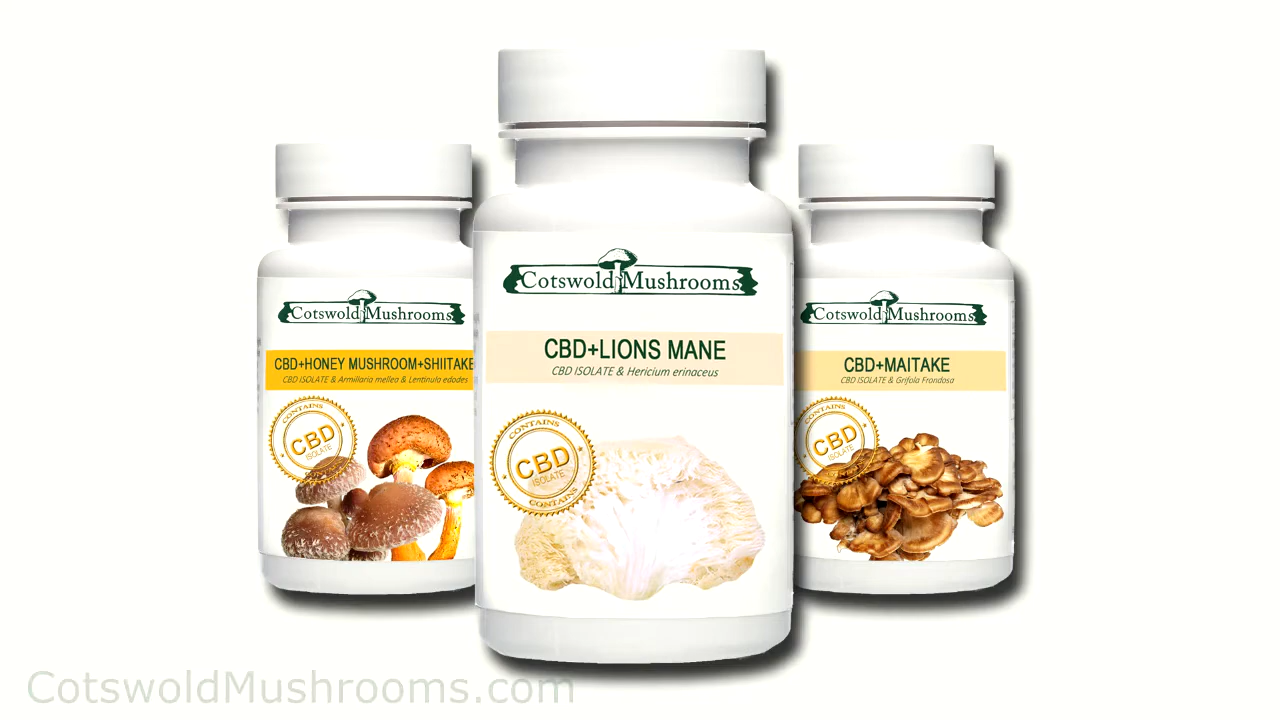 Cotswold Mushrooms
CBD+HONEY MUSHROOM+SHIITAKE
CBD ISOLATE & Armillaria mellea & Lentinula edodes
CONTAINS
CBD
ISOLATE
Cotswold Mushrooms
CBD+LIONS MANE
CBD ISOLATE & Hericium erinaceus
CONTAINS
CBD
ISOLATE
CONTAINS
Cotswold Mushrooms
CBD+MAITAKE
CBD ISOLATE & Grifola Frondosa
CONTAINS
CBD
ISOLATE
CotswoldMushrooms.com